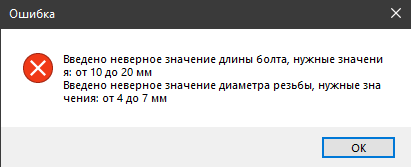 Ошибка
Введено неверное значение длины болта, нужные значени
я: от 10 до 20 мм
Введено неверное значение диаметра резьбы, нужные зна
чения: от 4 до 7 мм
ОК